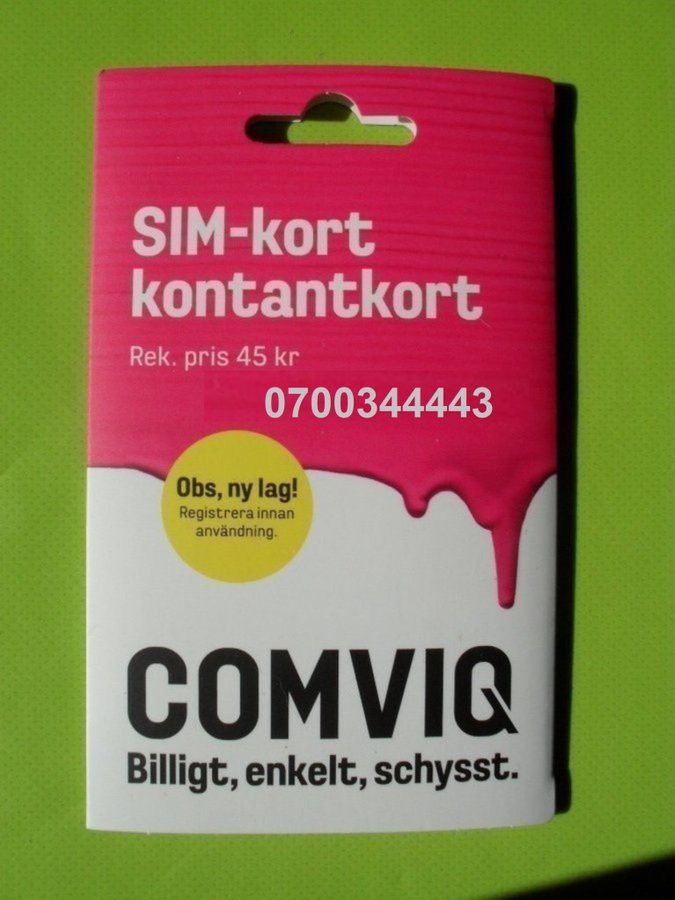 SIM-kort
kontantkort
Rek. pris 45 kr
0700344443
Obs, ny lag!
Registrera innan
användning.
COMVIQ
Billigt, enkelt, schysst.